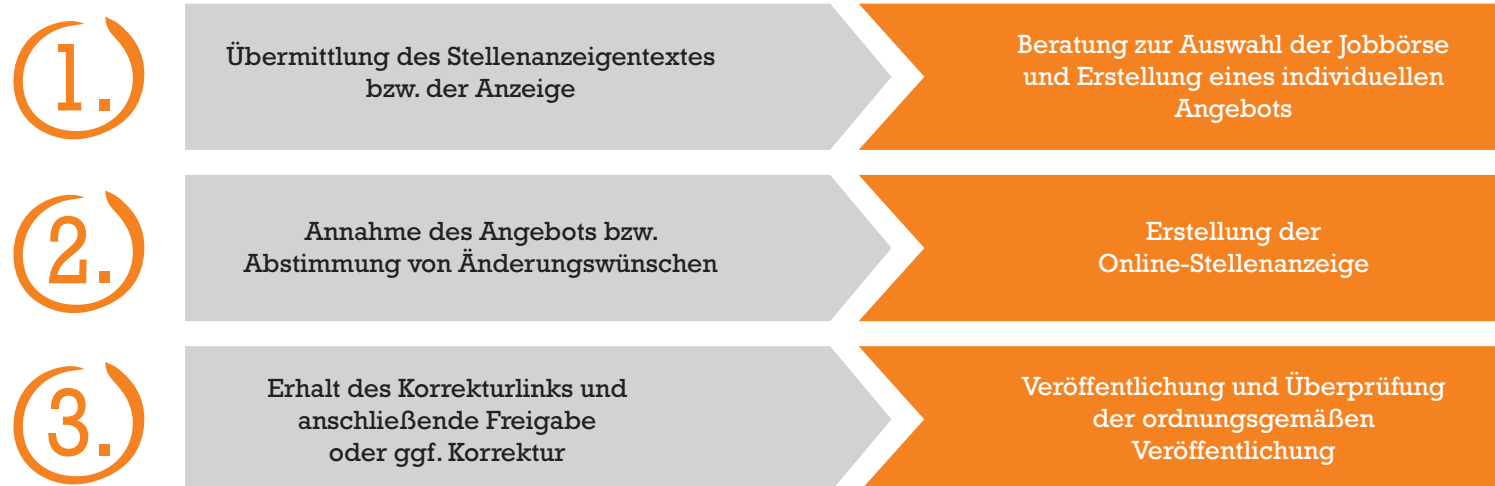 1.
Übermittlung des Stellenanzeigentextes
bzw. der Anzeige
Beratung zur Auswahl der Jobbörse
und Erstellung eines individuellen
Angebots
2.
Annahme des Angebots bzw.
Abstimmung von Änderungswünschen
Erstellung der
Online-Stellenanzeige
3.
Erhalt des Korrekturlinks und
anschließende Freigabe
oder ggf. Korrektur
Veröffentlichung und Überprüfung
der ordnungsgemäßen
Veröffentlichung